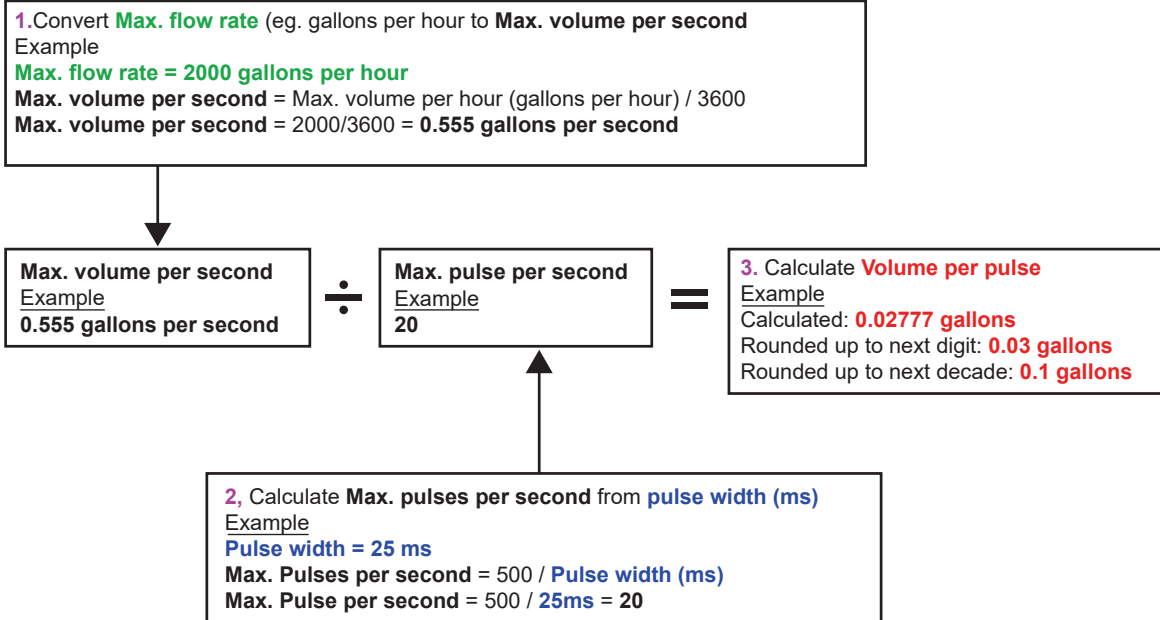 1.Convert Max. flow rate (eg. gallons per hour to Max. volume per second
Example
Max. flow rate = 2000 gallons per hour
Max. volume per second = Max. volume per hour (gallons per hour) / 3600
Max. volume per second = 2000/3600 = 0.555 gallons per second
Max. volume per second
Example
0.555 gallons per second
÷
Max. pulse per second
Example
20
=
3. Calculate Volume per pulse
Example
Calculated: 0.02777 gallons
Rounded up to next digit: 0.03 gallons
Rounded up to next decade: 0.1 gallons
2, Calculate Max. pulses per second from pulse width (ms)
Example
Pulse width = 25 ms
Max. Pulses per second = 500 / Pulse width (ms)
Max. Pulse per second = 500 / 25ms = 20